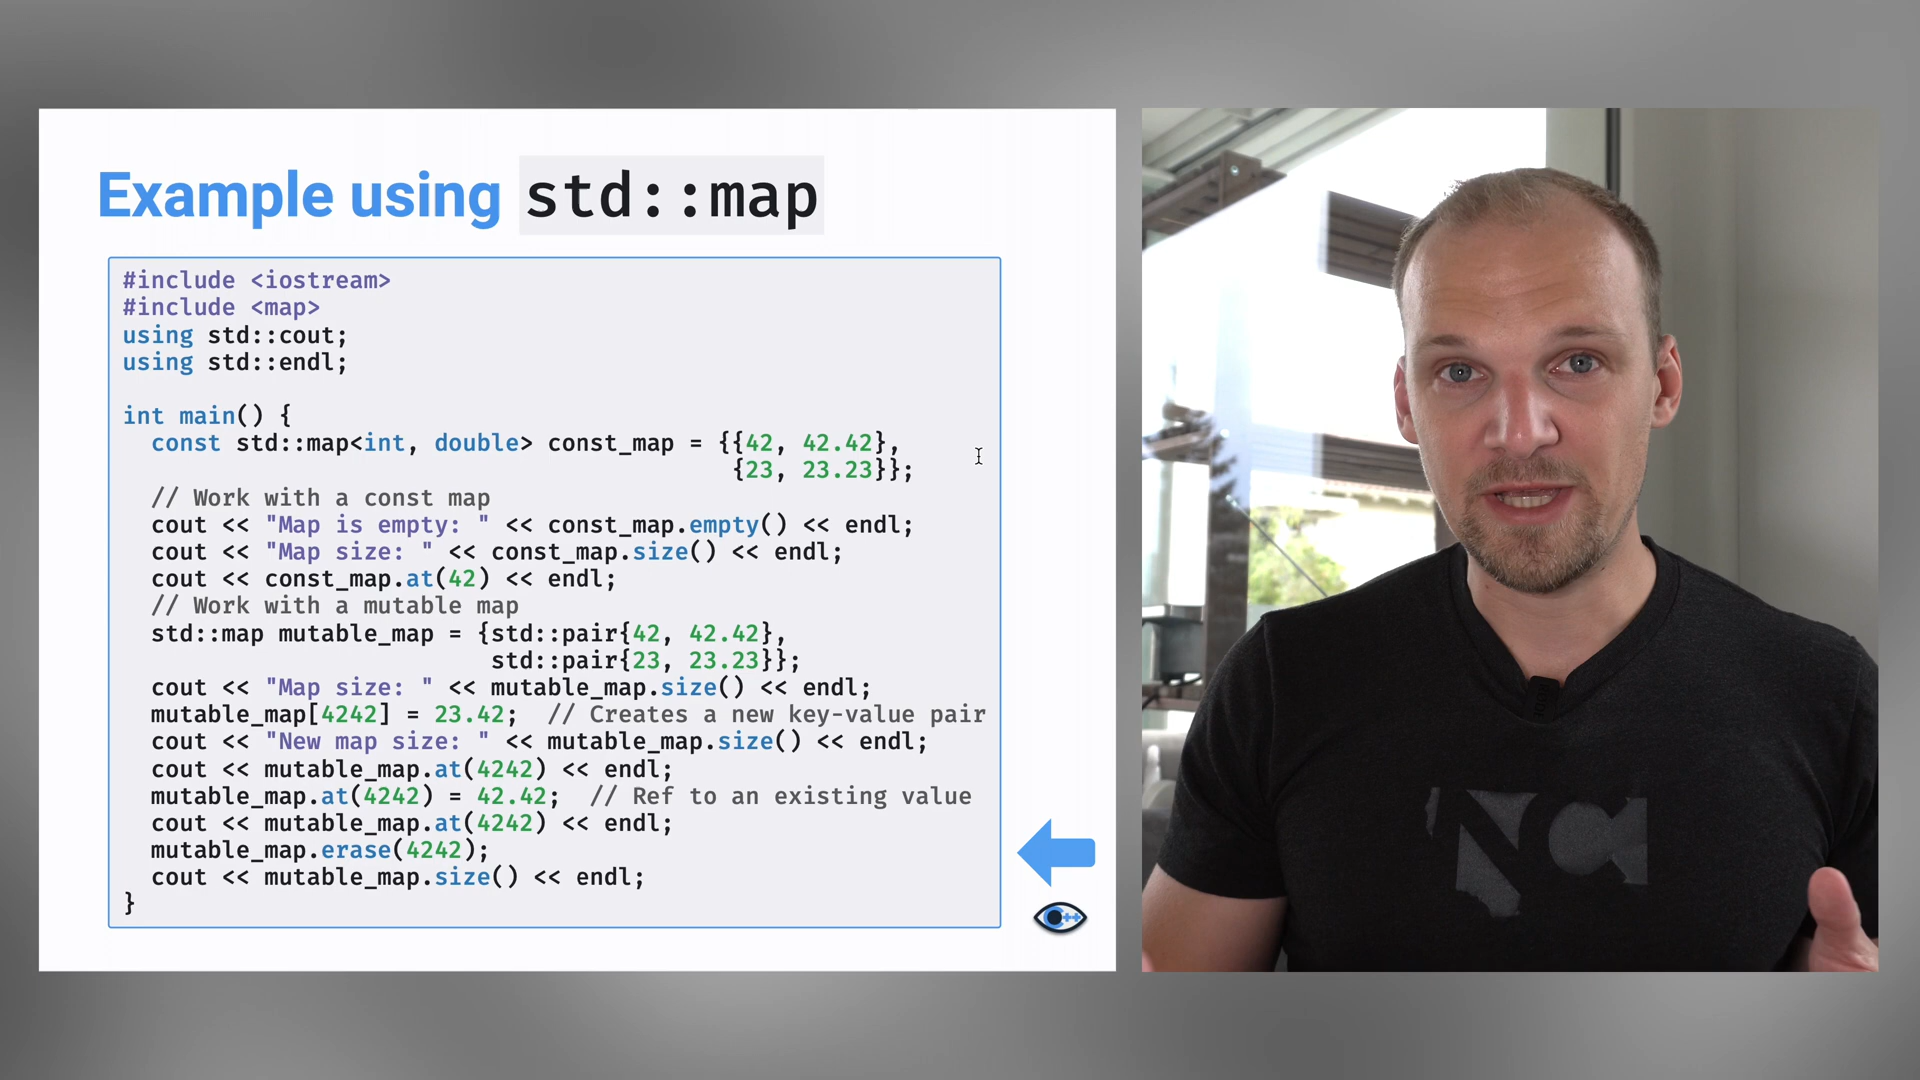 Example using std::map
#include <iostream>
#include <map>
using std::cout;
using std::endl;
int main() {
  const std::map<int, double> const_map = {{42, 42.42},
                                           {23, 23.23}};
  // Work with a const map
  cout << "Map is empty: " << const_map.empty() << endl;
  cout << "Map size: " << const_map.size() << endl;
  cout << const_map.at(42) << endl;
  // Work with a mutable map
  std::map mutable_map = {std::pair{42, 42.42},
                          std::pair{23, 23.23}};
  cout << "Map size: " << mutable_map.size() << endl;
  mutable_map[4242] = 23.42;  // Creates a new key-value pair
  cout << "New map size: " << mutable_map.size() << endl;
  cout << mutable_map.at(4242) << endl;
  mutable_map.at(4242) = 42.42;  // Ref to an existing value
  cout << mutable_map.at(4242) << endl;
  mutable_map.erase(4242);
  cout << mutable_map.size() << endl;
}
C++